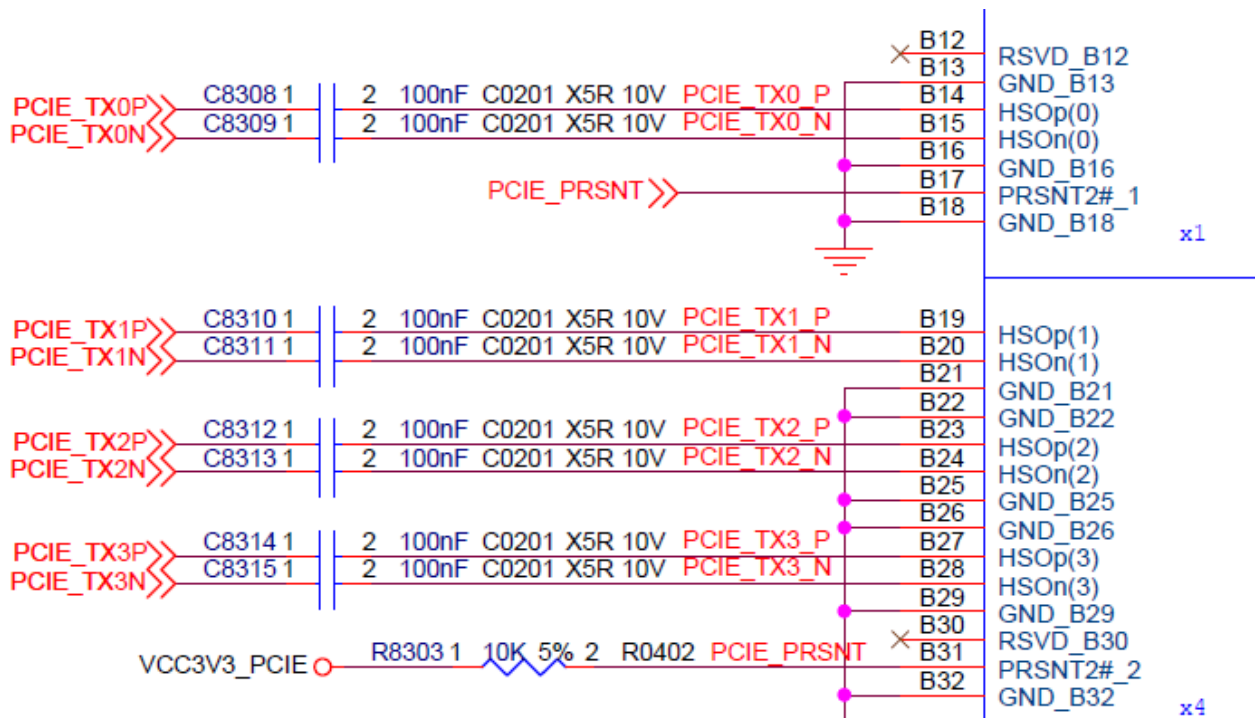 B12 RSVD_B12
B13 GND_B13
PCIE_TX0P C8308 1 2 100nF C0201 X5R 10V PCIE_TX0_P B14 HSOp(0)
PCIE_TX0N C8309 1 2 100nF C0201 X5R 10V PCIE_TX0_N B15 HSOn(0)
B16 GND_B16
PCIE_PRSNT B17 PRSNT2#_1
B18 GND_B18
x1
PCIE_TX1P C8310 1 2 100nF C0201 X5R 10V PCIE_TX1_P B19 HSOp(1)
PCIE_TX1N C8311 1 2 100nF C0201 X5R 10V PCIE_TX1_N B20 HSOn(1)
B21 GND_B21
B22 GND_B22
PCIE_TX2P C8312 1 2 100nF C0201 X5R 10V PCIE_TX2_P B23 HSOp(2)
PCIE_TX2N C8313 1 2 100nF C0201 X5R 10V PCIE_TX2_N B24 HSOn(2)
B25 GND_B25
B26 GND_B26
PCIE_TX3P C8314 1 2 100nF C0201 X5R 10V PCIE_TX3_P B27 HSOp(3)
PCIE_TX3N C8315 1 2 100nF C0201 X5R 10V PCIE_TX3_N B28 HSOn(3)
B29 GND_B29
B30 RSVD_B30
VCC3V3_PCIE R8303 1 10K 5% 2 R0402 PCIE_PRSNT B31 PRSNT2#_2
B32 GND_B32
x4